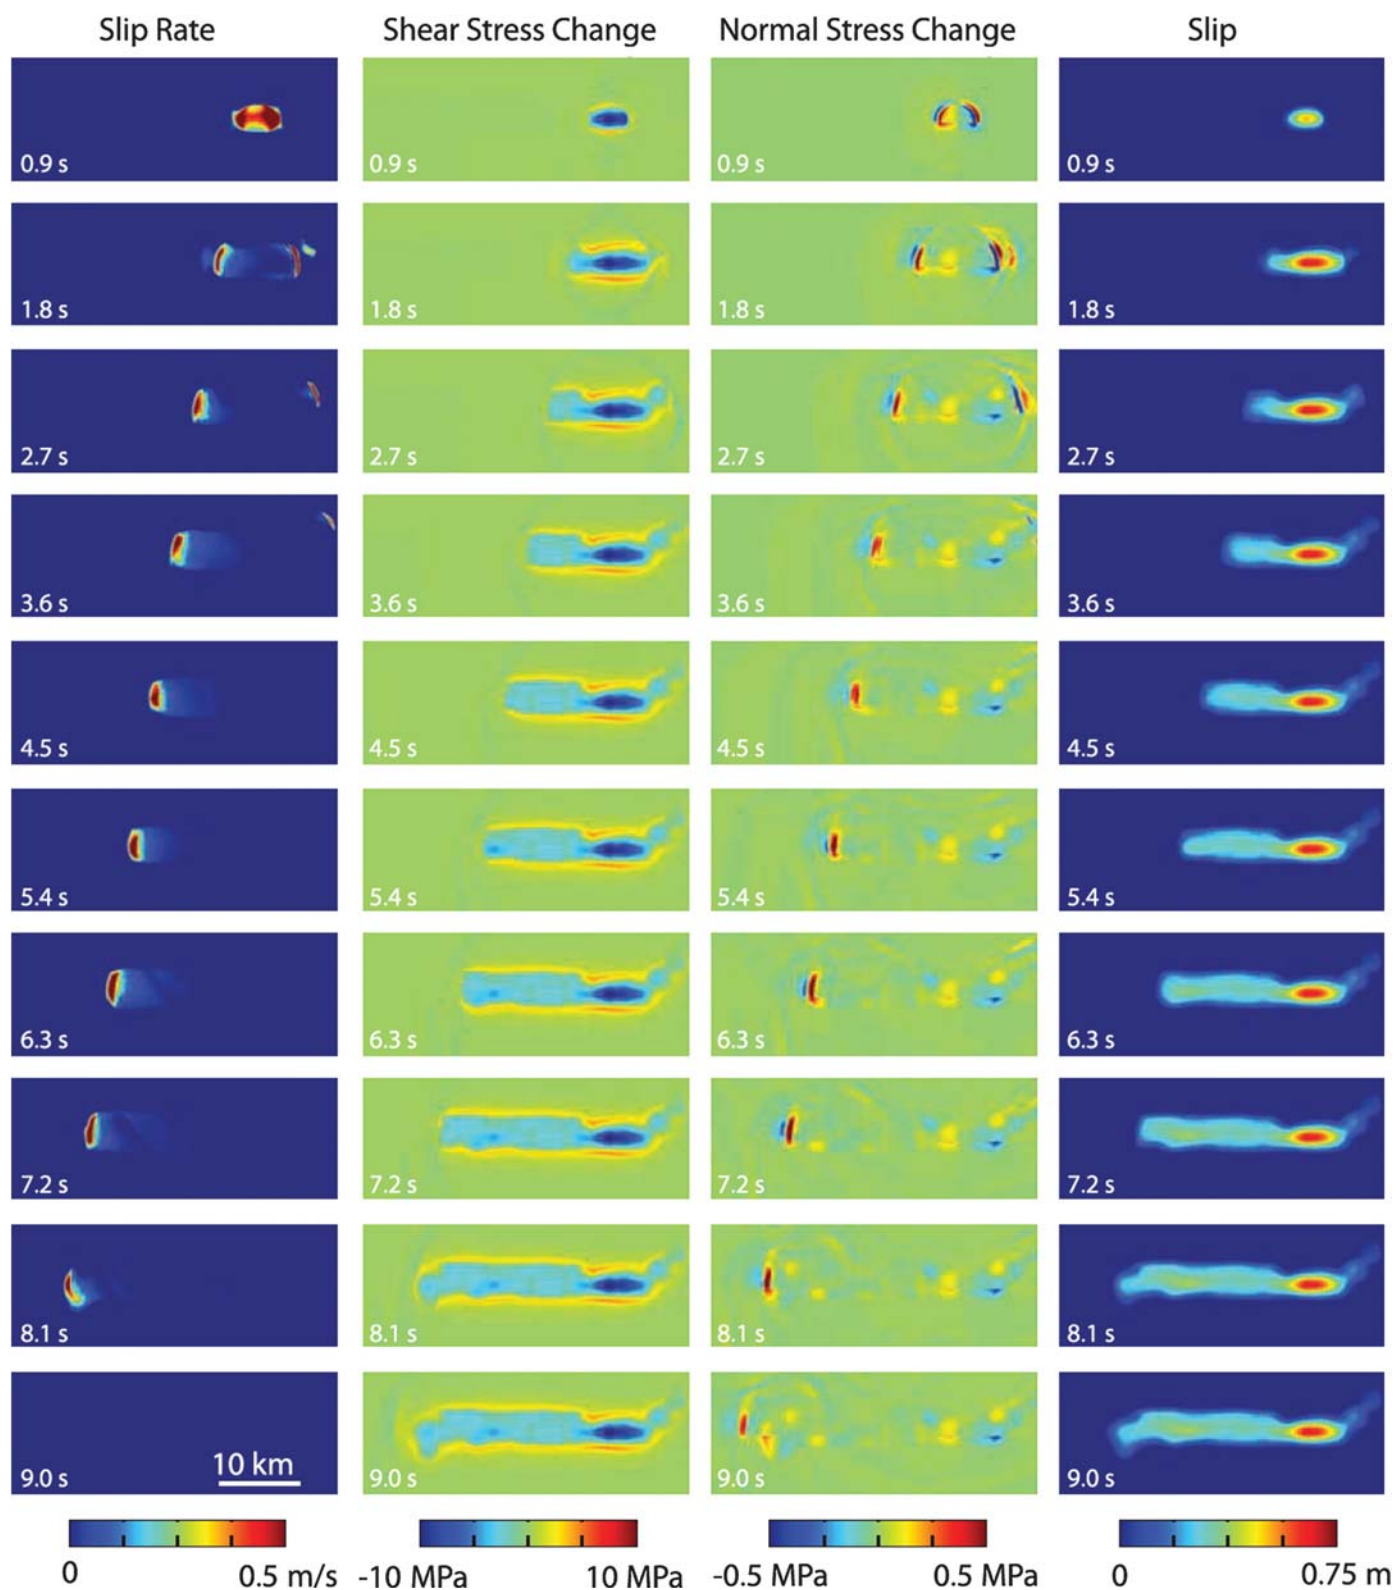 Slip Rate Shear Stress Change Normal Stress Change Slip
0.9 s 0.9 s 0.9 s 0.9 s
1.8 s 1.8 s 1.8 s 1.8 s
2.7 s 2.7 s 2.7 s 2.7 s
3.6 s 3.6 s 3.6 s 3.6 s
4.5 s 4.5 s 4.5 s 4.5 s
5.4 s 5.4 s 5.4 s 5.4 s
6.3 s 6.3 s 6.3 s 6.3 s
7.2 s 7.2 s 7.2 s 7.2 s
8.1 s 8.1 s 8.1 s 8.1 s
10 km
9.0 s 9.0 s 9.0 s 9.0 s
0 0.5 m/s -10 MPa 10 MPa -0.5 MPa 0.5 MPa 0 0.75 m